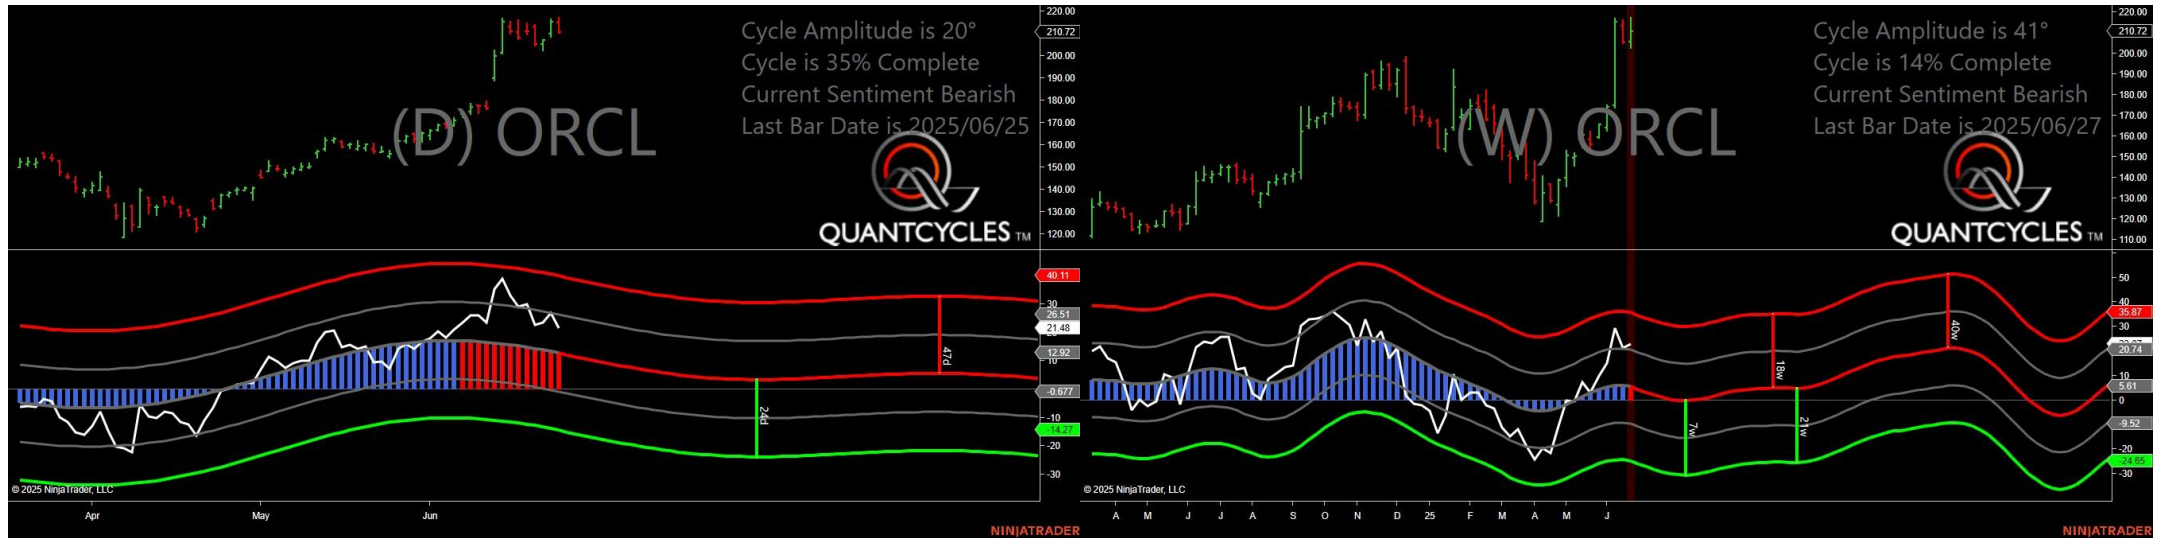 Cycle Amplitude is 20°
Cycle is 35% Complete
Current Sentiment Bearish
Last Bar Date is 2025/06/25
(D) ORCL
QUANTCYCLES TM
220.00
210.72
200.00
190.00
180.00
170.00
160.00
150.00
140.00
130.00
120.00
40.11
30
26.51
21.48
12.92
10
-0.677
-10
-14.27
-20
-30
47d
24d
© 2025 NinjaTrader, LLC
Apr May Jun
NINJATRADER
Cycle Amplitude is 41°
Cycle is 14% Complete
Current Sentiment Bearish
Last Bar Date is 2025/06/27
(W) ORCL
QUANTCYCLES TM
220.00
210.72
200.00
190.00
180.00
170.00
160.00
150.00
140.00
130.00
120.00
110.00
50
40
35.87
30
20.74
10
5.61
0
-9.52
-20
-24.65
-30
18w
40w
7w
21w
© 2025 NinjaTrader, LLC
A M J J A S O N D 25 F M A M J
NINJATRADER